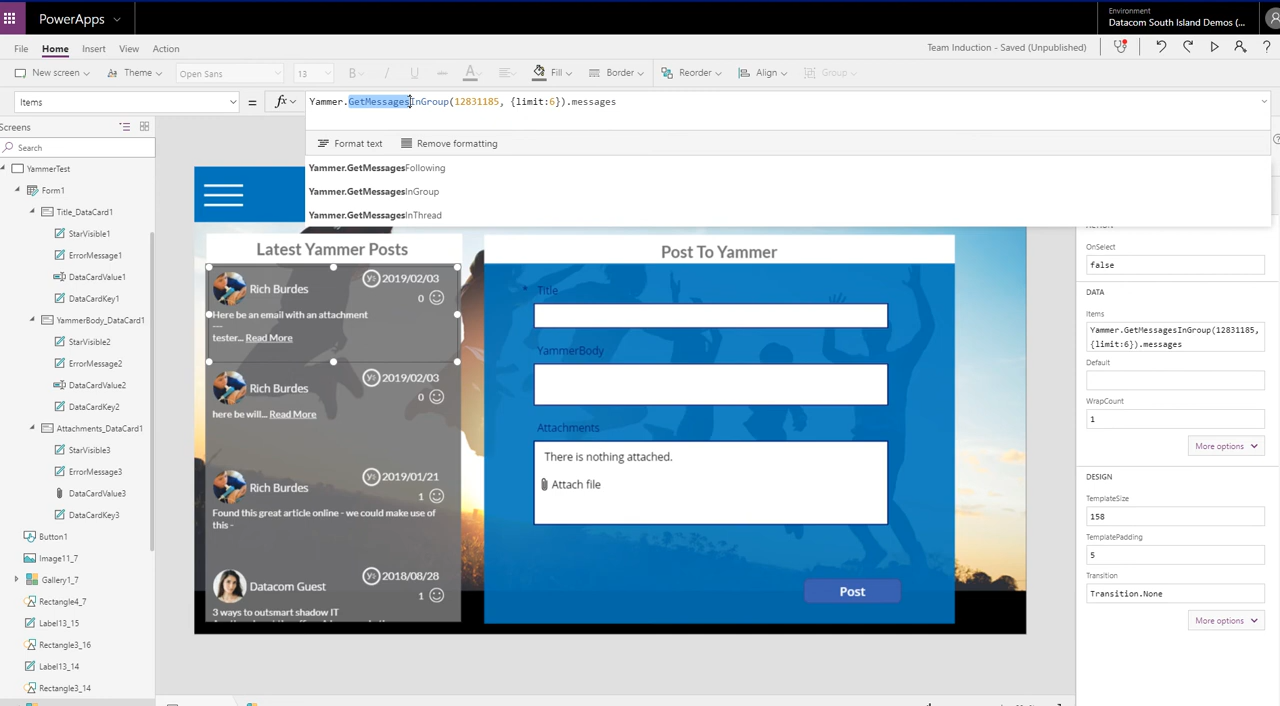 PowerApps
Environment
Datacom South Island Demos (...
File Home Insert View Action
Team Induction - Saved (Unpublished)
New screen Theme Open Sans 13 B I U A Fill Border Reorder Align Group
Items = fx Yammer.GetMessagesInGroup(12831185, {limit:6}).messages
Format text Remove formatting
Yammer.GetMessagesFollowing
Yammer.GetMessagesInGroup
Yammer.GetMessagesInThread
Screens
Search
YammerTest
Form1
Title_DataCard1
StarVisible1
ErrorMessage1
DataCardValue1
DataCardKey1
YammerBody_DataCard1
StarVisible2
ErrorMessage2
DataCardValue2
DataCardKey2
Attachments_DataCard1
StarVisible3
ErrorMessage3
DataCardValue3
DataCardKey3
Button1
Image11_7
Gallery1_7
Rectangle4_7
Label13_15
Rectangle3_16
Label13_14
Rectangle3_14
Latest Yammer Posts
Rich Burdes 2019/02/03
0
Here be an email with an attachment
----
tester... Read More
Rich Burdes 2019/02/03
0
here be will... Read More
Rich Burdes 2019/01/21
1
Found this great article online - we could make use of
this -
Datacom Guest 2018/08/28
1
3 ways to outsmart shadow IT
Post To Yammer
* Title
YammerBody
Attachments
There is nothing attached.
Attach file
Post
OnSelect
false
DATA
Items
Yammer.GetMessagesInGroup(12831185,
{limit:6}).messages
Default
WrapCount
1
More options
DESIGN
TemplateSize
158
TemplatePadding
5
Transition
Transition.None
More options